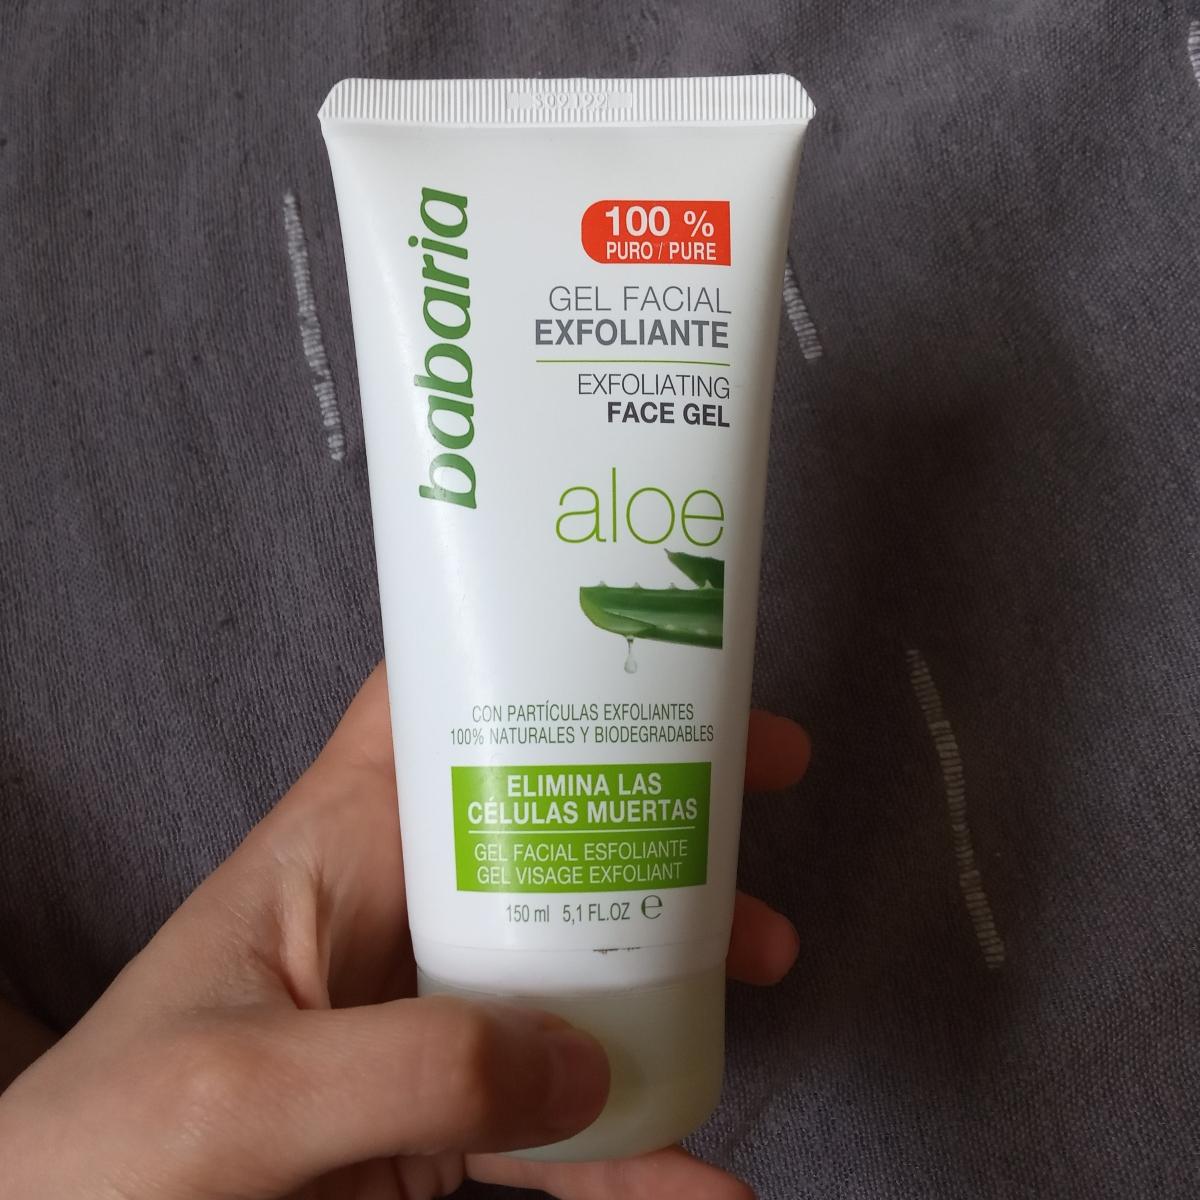 babaria
100 %
PURO / PURE
GEL FACIAL
EXFOLIANTE
EXFOLIATING
FACE GEL
aloe
CON PARTÍCULAS EXFOLIANTES
100% NATURALES Y BIODEGRADABLES
ELIMINA LAS
CÉLULAS MUERTAS
GEL FACIAL ESFOLIANTE
GEL VISAGE EXFOLIANT
150 ml 5,1 FL.OZ ℮